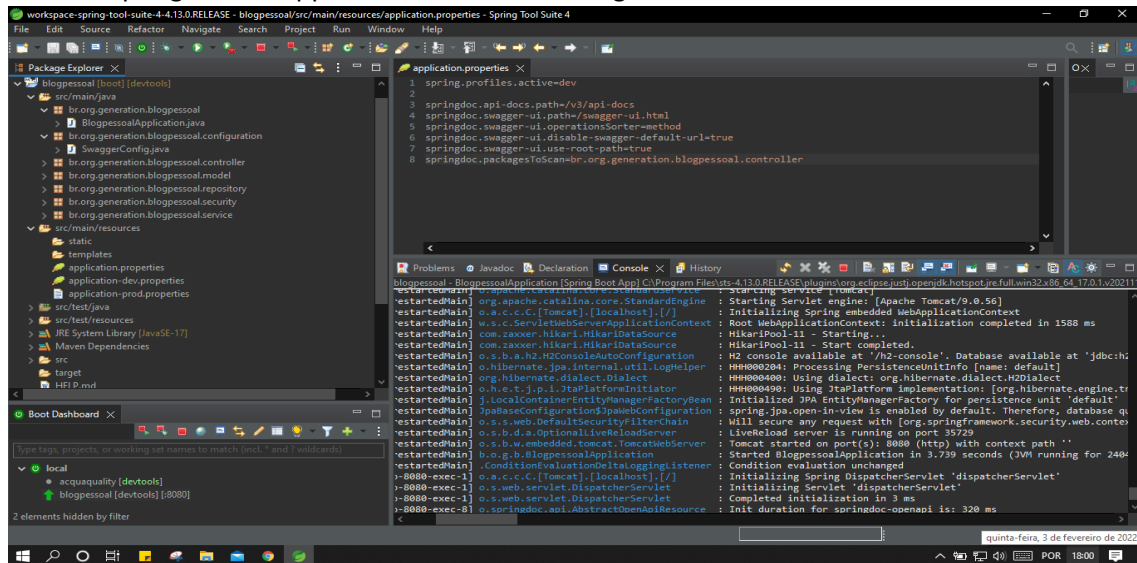 workspace-spring-tool-suite-4-4.13.0.RELEASE - blogpessoal/src/main/resources/application.properties - Spring Tool Suite 4
File Edit Source Refactor Navigate Search Project Run Window Help
Package Explorer
blogpessoal [boot] [devtools]
src/main/java
br.org.generation.blogpessoal
BlogpessoalApplication.java
br.org.generation.blogpessoal.configuration
SwaggerConfig.java
br.org.generation.blogpessoal.controller
br.org.generation.blogpessoal.model
br.org.generation.blogpessoal.repository
br.org.generation.blogpessoal.security
br.org.generation.blogpessoal.service
src/main/resources
static
templates
application.properties
application-dev.properties
application-prod.properties
src/test/java
src/test/resources
JRE System Library [JavaSE-17]
Maven Dependencies
src
target
HELP.md
Boot Dashboard
Type tags, projects, or working set names to match (incl. * and ? wildcards)
local
acquaquality [devtools]
blogpessoal [devtools] [:8080]
2 elements hidden by filter
application.properties
1 spring.profiles.active=dev
2
3 springdoc.api-docs.path=/v3/api-docs
4 springdoc.swagger-ui.path=/swagger-ui.html
5 springdoc.swagger-ui.operationsSorter=method
6 springdoc.swagger-ui.disable-swagger-default-url=true
7 springdoc.swagger-ui.use-root-path=true
8 springdoc.packagesToScan=br.org.generation.blogpessoal.controller
Problems Javadoc Declaration Console History
blogpessoal - BlogpessoalApplication [Spring Boot App] C:\Program Files\sts-4.13.0.RELEASE\plugins\org.eclipse.justj.openjdk.hotspot.jre.full.win32.x86_64_17.0.1.v20211
estartedMain] o.apache.catalina.core.StandardService : Starting service [Tomcat]
estartedMain] org.apache.catalina.core.StandardEngine : Starting Servlet engine: [Apache Tomcat/9.0.56]
estartedMain] o.a.c.c.C.[Tomcat].[localhost].[/] : Initializing Spring embedded WebApplicationContext
estartedMain] w.s.c.ServletWebServerApplicationContext : Root WebApplicationContext: initialization completed in 1588 ms
estartedMain] com.zaxxer.hikari.HikariDataSource : HikariPool-11 - Starting...
estartedMain] com.zaxxer.hikari.HikariDataSource : HikariPool-11 - Start completed.
estartedMain] o.s.b.a.h2.H2ConsoleAutoConfiguration : H2 console available at '/h2-console'. Database available at 'jdbc:h2
estartedMain] o.hibernate.jpa.internal.util.LogHelper : HHH000204: Processing PersistenceUnitInfo [name: default]
estartedMain] org.hibernate.dialect.Dialect : HHH000400: Using dialect: org.hibernate.dialect.H2Dialect
estartedMain] o.h.e.t.j.p.i.JtaPlatformInitiator : HHH000490: Using JtaPlatform implementation: [org.hibernate.engine.tr
estartedMain] j.LocalContainerEntityManagerFactoryBean : Initialized JPA EntityManagerFactory for persistence unit 'default'
estartedMain] JpaBaseConfiguration$JpaWebConfiguration : spring.jpa.open-in-view is enabled by default. Therefore, database qu
estartedMain] o.s.s.web.DefaultSecurityFilterChain : Will secure any request with [org.springframework.security.web.contex
estartedMain] o.s.b.d.a.OptionalLiveReloadServer : LiveReload server is running on port 35729
estartedMain] o.s.b.w.embedded.tomcat.TomcatWebServer : Tomcat started on port(s): 8080 (http) with context path ''
estartedMain] b.o.g.b.BlogpessoalApplication : Started BlogpessoalApplication in 3.739 seconds (JVM running for 2404
estartedMain] .ConditionEvaluationDeltaLoggingListener : Condition evaluation unchanged
-8080-exec-1] o.a.c.c.C.[Tomcat].[localhost].[/] : Initializing Spring DispatcherServlet 'dispatcherServlet'
-8080-exec-1] o.s.web.servlet.DispatcherServlet : Initializing Servlet 'dispatcherServlet'
-8080-exec-1] o.s.web.servlet.DispatcherServlet : Completed initialization in 3 ms
-8080-exec-8] o.springdoc.api.AbstractOpenApiResource : Init duration for springdoc-openapi is: 320 ms
quinta-feira, 3 de fevereiro de 2022
POR 18:00